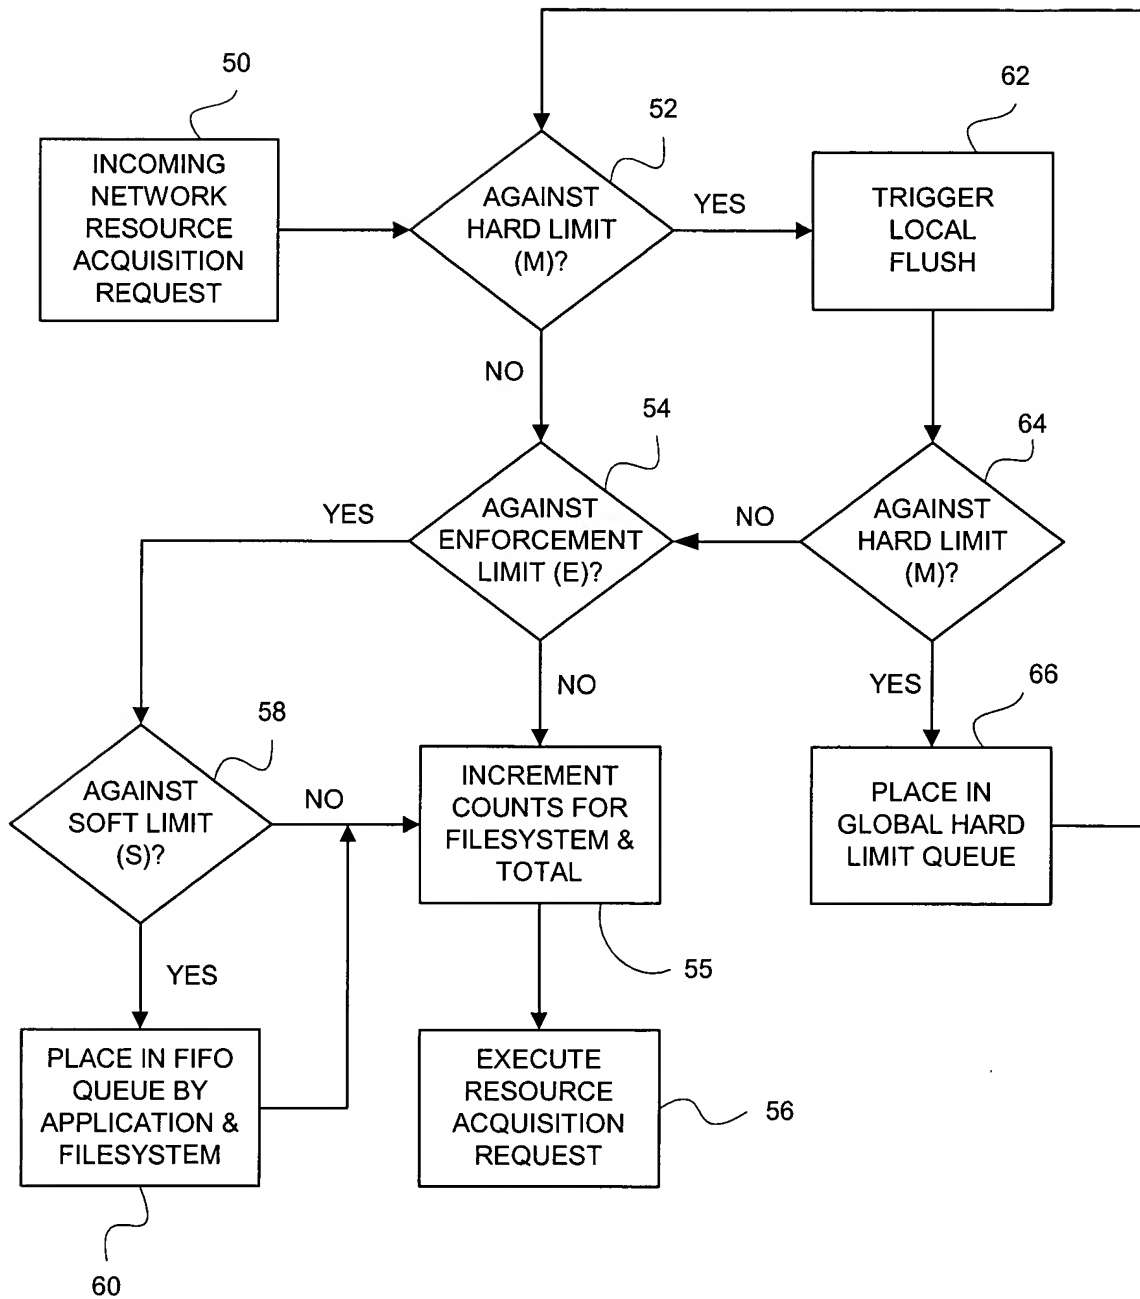 50
INCOMING
NETWORK
RESOURCE
ACQUISITION
REQUEST
52
AGAINST
HARD LIMIT
(M)?
YES
NO
62
TRIGGER
LOCAL
FLUSH
54
AGAINST
ENFORCEMENT
LIMIT (E)?
YES
NO
64
AGAINST
HARD LIMIT
(M)?
NO
YES
58
AGAINST
SOFT LIMIT
(S)?
NO
YES
INCREMENT
COUNTS FOR
FILESYSTEM &
TOTAL
55
66
PLACE IN
GLOBAL HARD
LIMIT QUEUE
PLACE IN FIFO
QUEUE BY
APPLICATION &
FILESYSTEM
60
EXECUTE
RESOURCE
ACQUISITION
REQUEST
56